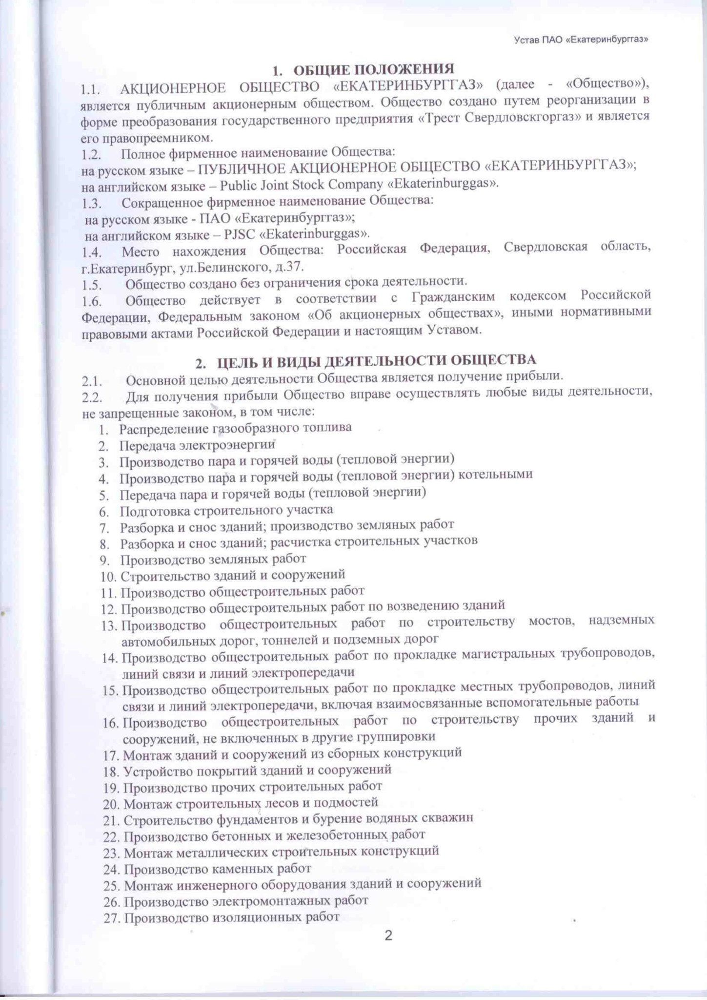 Устав ПАО «Екатеринбурггаз»
1. ОБЩИЕ ПОЛОЖЕНИЯ
1.1. АКЦИОНЕРНОЕ ОБЩЕСТВО «ЕКАТЕРИНБУРГГАЗ» (далее - «Общество»),
является публичным акционерным обществом. Общество создано путем реорганизации в
форме преобразования государственного предприятия «Трест Свердловскгоргаз» и является
его правопреемником.
1.2. Полное фирменное наименование Общества:
на русском языке – ПУБЛИЧНОЕ АКЦИОНЕРНОЕ ОБЩЕСТВО «ЕКАТЕРИНБУРГГАЗ»;
на английском языке – Public Joint Stock Company «Ekaterinburggas».
1.3. Сокращенное фирменное наименование Общества:
на русском языке - ПАО «Екатеринбурггаз»;
на английском языке – PJSC «Ekaterinburggas».
1.4. Место нахождения Общества: Российская Федерация, Свердловская область,
г.Екатеринбург, ул.Белинского, д.37.
1.5. Общество создано без ограничения срока деятельности.
1.6. Общество действует в соответствии с Гражданским кодексом Российской
Федерации, Федеральным законом «Об акционерных обществах», иными нормативными
правовыми актами Российской Федерации и настоящим Уставом.
2. ЦЕЛЬ И ВИДЫ ДЕЯТЕЛЬНОСТИ ОБЩЕСТВА
2.1. Основной целью деятельности Общества является получение прибыли.
2.2. Для получения прибыли Общество вправе осуществлять любые виды деятельности,
не запрещенные законом, в том числе:
1. Распределение газообразного топлива
2. Передача электроэнергии
3. Производство пара и горячей воды (тепловой энергии)
4. Производство пара и горячей воды (тепловой энергии) котельными
5. Передача пара и горячей воды (тепловой энергии)
6. Подготовка строительного участка
7. Разборка и снос зданий; производство земляных работ
8. Разборка и снос зданий; расчистка строительных участков
9. Производство земляных работ
10. Строительство зданий и сооружений
11. Производство общестроительных работ
12. Производство общестроительных работ по возведению зданий
13. Производство общестроительных работ по строительству мостов, надземных
автомобильных дорог, тоннелей и подземных дорог
14. Производство общестроительных работ по прокладке магистральных трубопроводов,
линий связи и линий электропередачи
15. Производство общестроительных работ по прокладке местных трубопроводов, линий
связи и линий электропередачи, включая взаимосвязанные вспомогательные работы
16. Производство общестроительных работ по строительству прочих зданий и
сооружений, не включенных в другие группировки
17. Монтаж зданий и сооружений из сборных конструкций
18. Устройство покрытий зданий и сооружений
19. Производство прочих строительных работ
20. Монтаж строительных лесов и подмостей
21. Строительство фундаментов и бурение водяных скважин
22. Производство бетонных и железобетонных работ
23. Монтаж металлических строительных конструкций
24. Производство каменных работ
25. Монтаж инженерного оборудования зданий и сооружений
26. Производство электромонтажных работ
27. Производство изоляционных работ
2